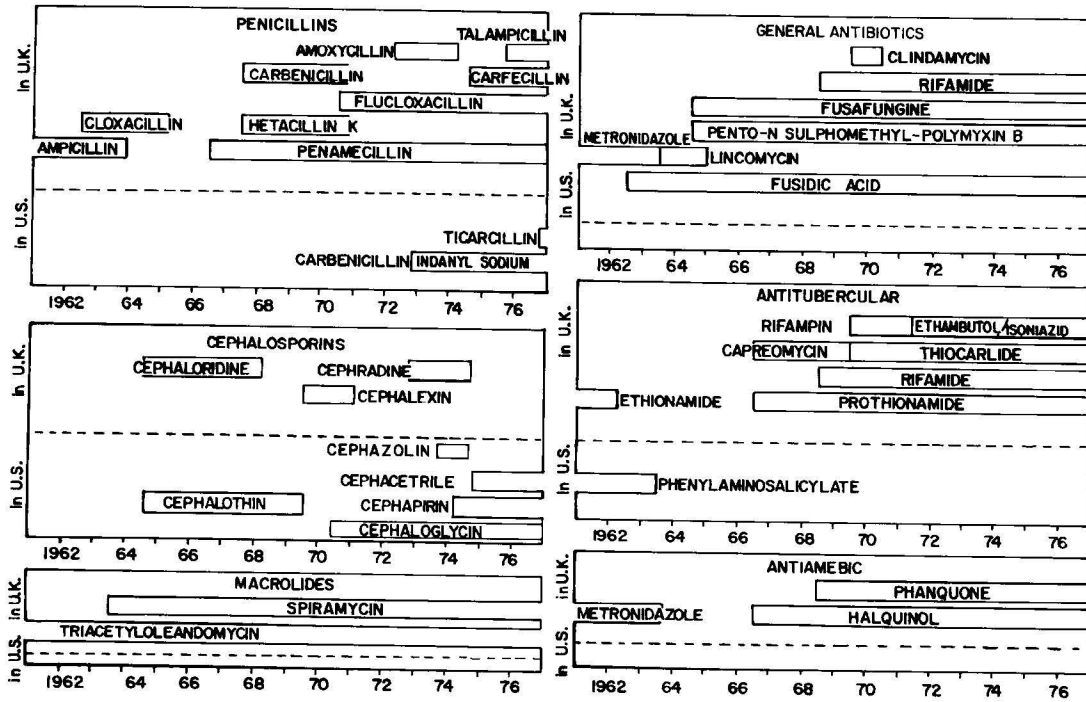 PENICILLINS
TALAMPICILLIN
AMOXYCILLIN
CARBENICILLIN
CARFECILLIN
FLUCLOXACILLIN
CLOXACILLIN
HETACILLIN K
AMPICILLIN
PENAMECILLIN
In U.K.
In U.S.
TICARCILLIN
CARBENICILLIN INDANYL SODIUM
1962 64 66 68 70 72 74 76
CEPHALOSPORINS
CEPHALORIDINE
CEPHRADINE
CEPHALEXIN
In U.K.
In U.S.
CEPHAZOLIN
CEPHACETRILE
CEPHALOTHIN
CEPHAPIRIN
CEPHALOGLYCIN
1962 64 66 68 70 72 74 76
MACROLIDES
SPIRAMYCIN
In U.K.
TRIACETYLOLEANDOMYCIN
In U.S.
1962 64 66 68 70 72 74 76
GENERAL ANTIBIOTICS
CLINDAMYCIN
RIFAMIDE
FUSAFUNGINE
PENTO-N SULPHOMETHYL-POLYMYXIN B
METRONIDAZOLE
LINCOMYCIN
FUSIDIC ACID
In U.K.
In U.S.
1962 64 66 68 70 72 74 76
ANTITUBERCULAR
RIFAMPIN
ETHAMBUTOL/ISONIAZID
CAPREOMYCIN
THIOCARLIDE
RIFAMIDE
ETHIONAMIDE
PROTHIONAMIDE
In U.K.
In U.S.
PHENYLAMINOSALICYLATE
1962 64 66 68 70 72 74 76
ANTIAMEBIC
PHANQUONE
METRONIDAZOLE
HALQUINOL
in U.K.
In U.S.
1962 64 66 68 70 72 74 76